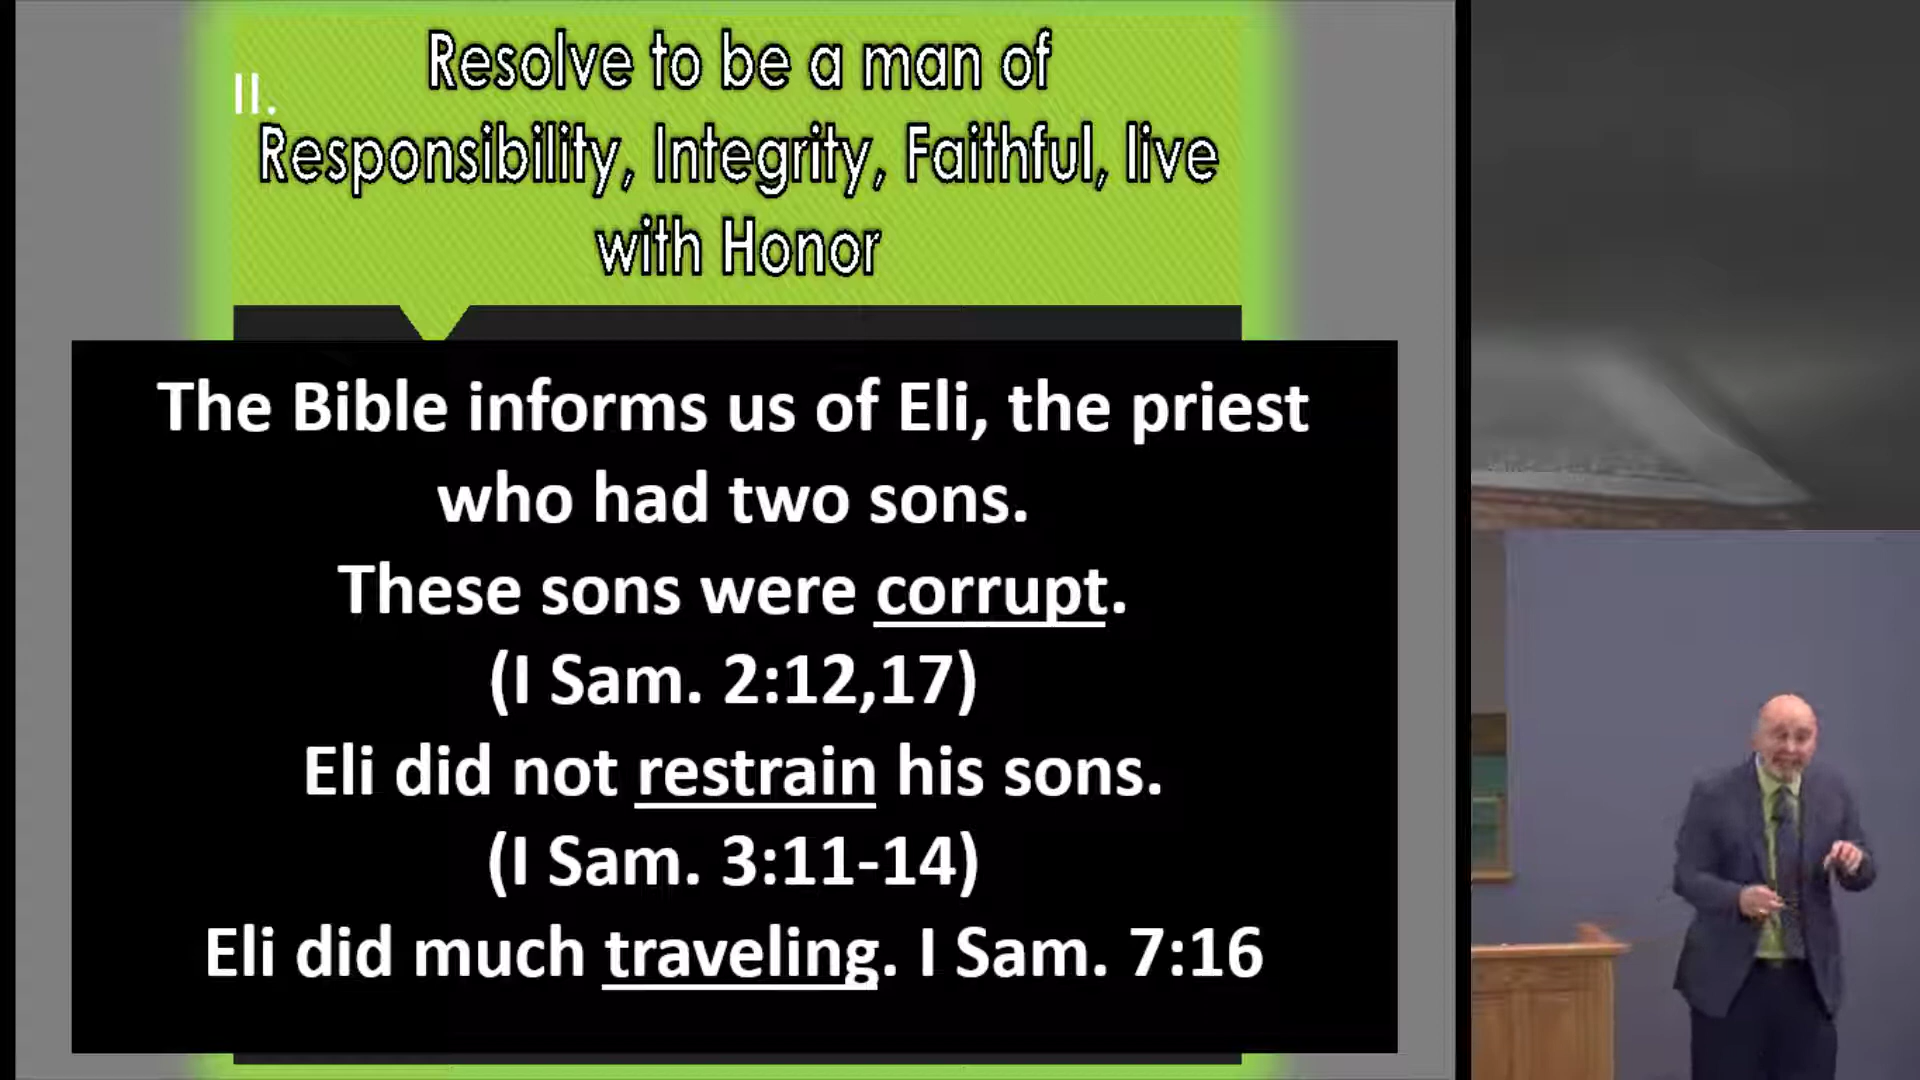 II.
Resolve to be a man of
Responsibility, Integrity, Faithful, live
with Honor
The Bible informs us of Eli, the priest
who had two sons.
These sons were corrupt.
(I Sam. 2:12,17)
Eli did not restrain his sons.
(I Sam. 3:11-14)
Eli did much traveling. I Sam. 7:16